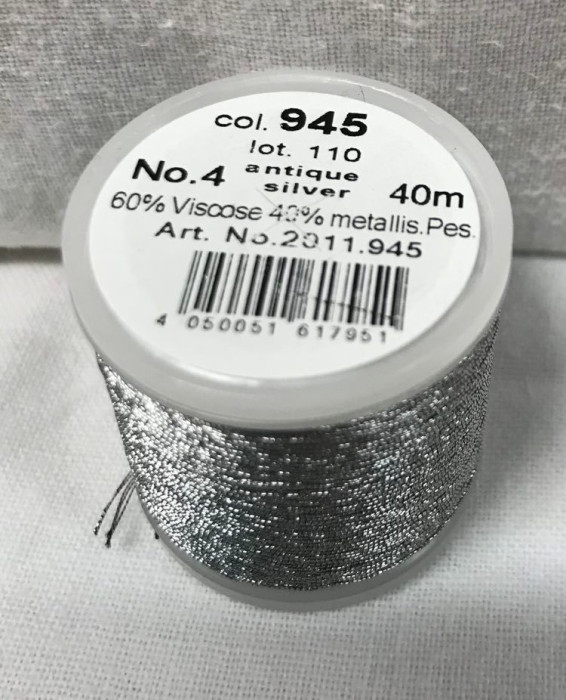 col. 945
lot. 110
No.4 antique silver 40m
60% Viscose 40% metallis.Pes.
Art. No.2911.945
4 050051 617951